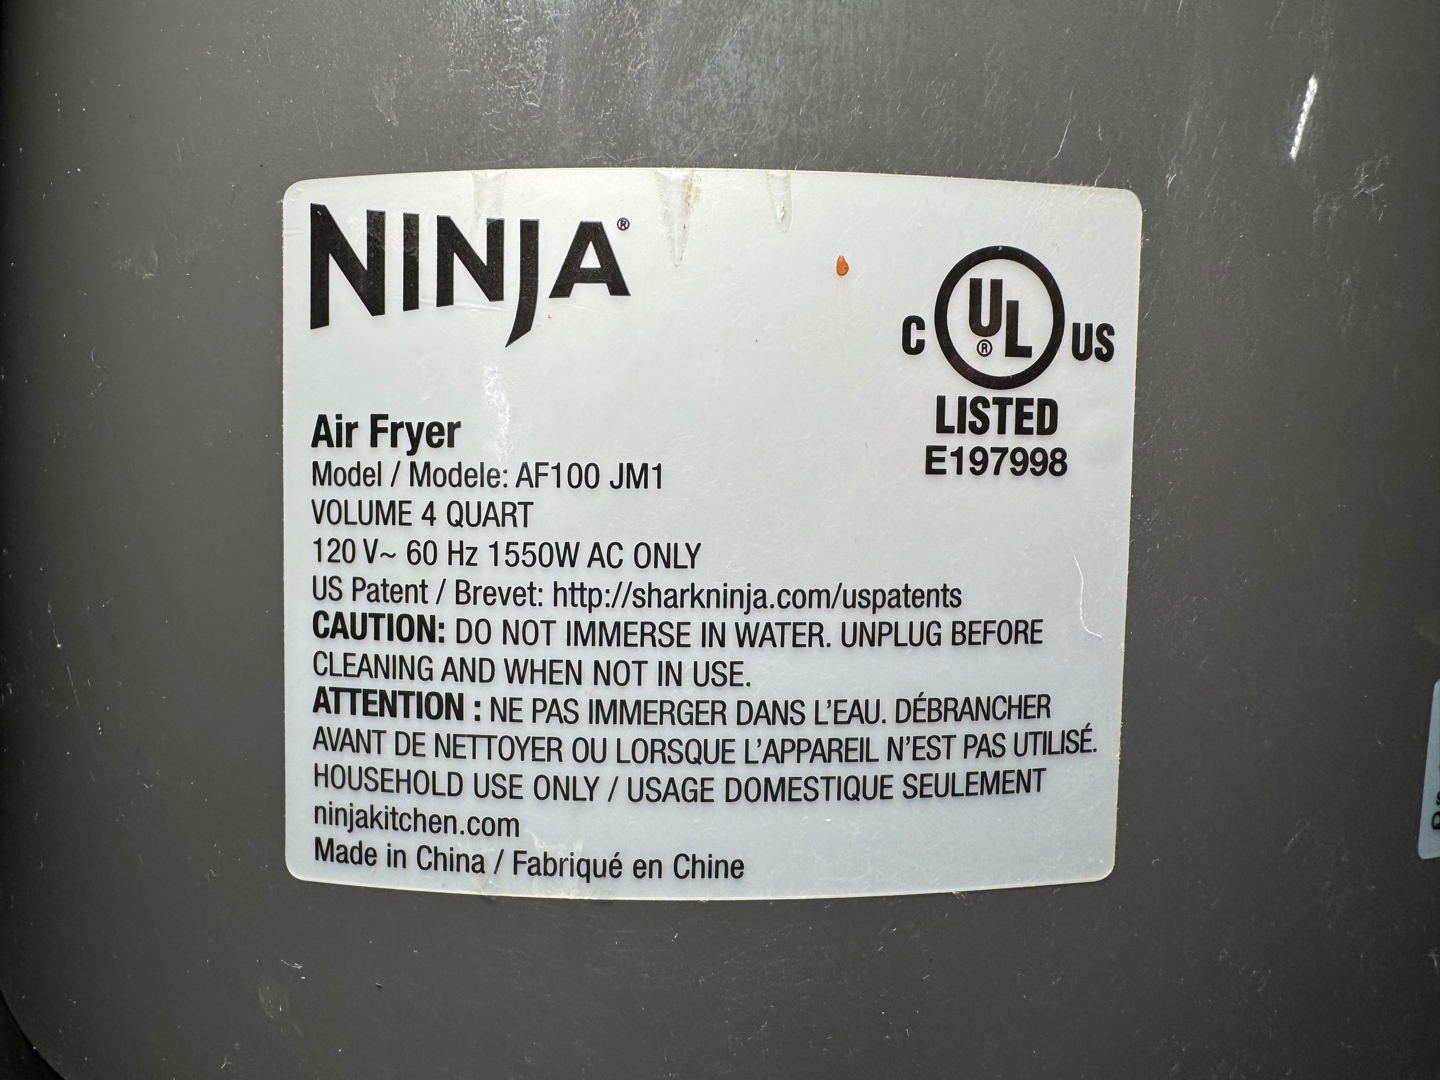 NINJA®
C UL® US
LISTED
E197998
Air Fryer
Model / Modele: AF100 JM1
VOLUME 4 QUART
120 V~ 60 Hz 1550W AC ONLY
US Patent / Brevet: http://sharkninja.com/uspatents
CAUTION: DO NOT IMMERSE IN WATER. UNPLUG BEFORE
CLEANING AND WHEN NOT IN USE.
ATTENTION : NE PAS IMMERGER DANS L'EAU. DÉBRANCHER
AVANT DE NETTOYER OU LORSQUE L'APPAREIL N'EST PAS UTILISÉ.
HOUSEHOLD USE ONLY / USAGE DOMESTIQUE SEULEMENT
ninjakitchen.com
Made in China / Fabriqué en Chine